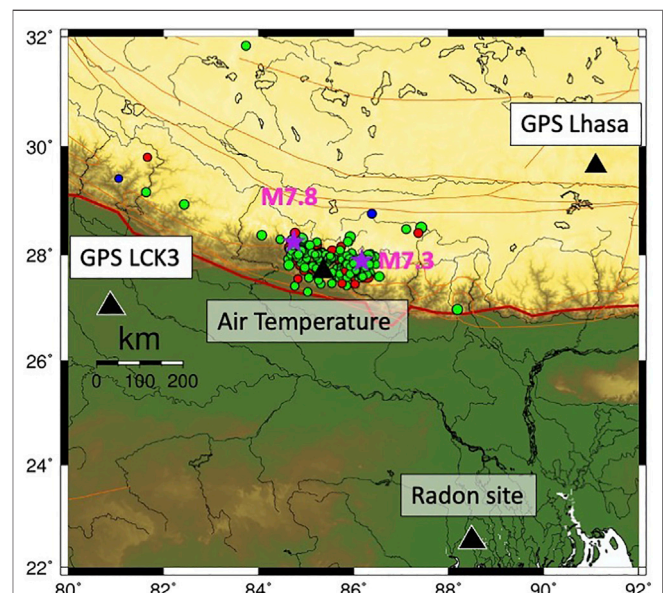 32°
30°
GPS Lhasa
M7.8
28°
GPS LCK3
M7.3
Air Temperature
km
0 100 200
26°
24°
Radon site
22°
80° 82° 84° 86° 88° 90° 92°